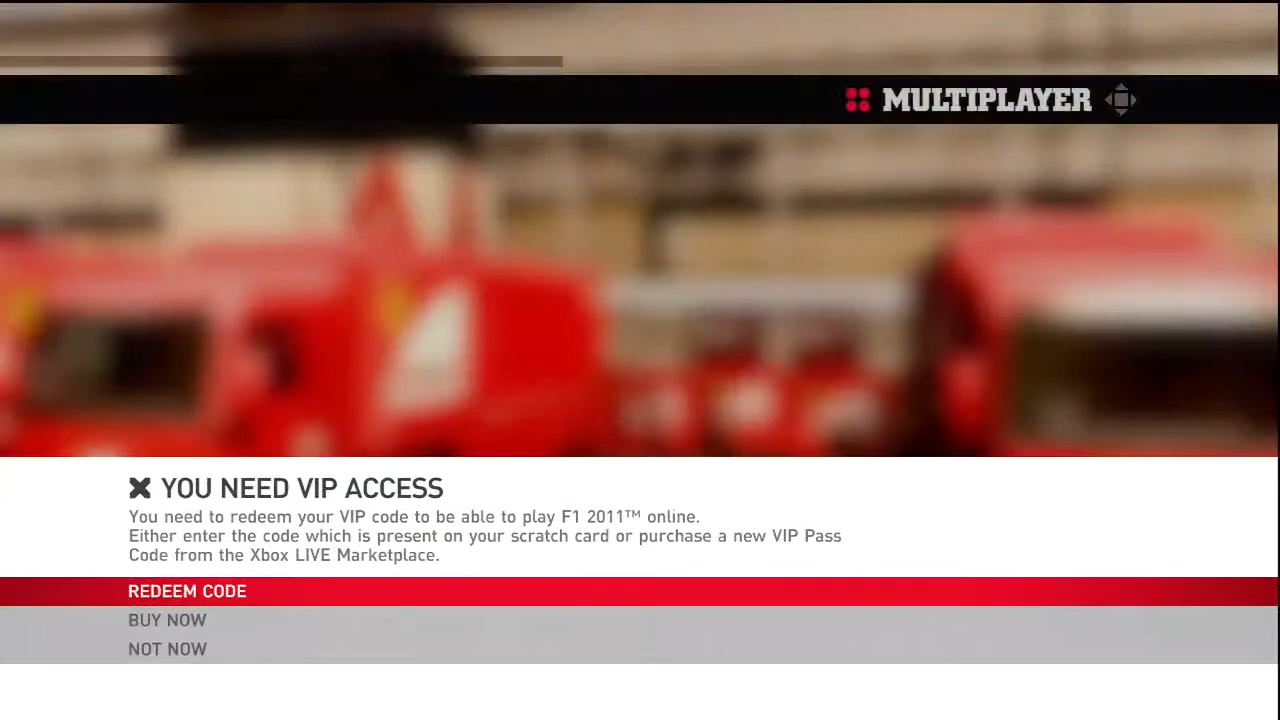 MULTIPLAYER
YOU NEED VIP ACCESS
You need to redeem your VIP code to be able to play F1 2011™ online.
Either enter the code which is present on your scratch card or purchase a new VIP Pass
Code from the Xbox LIVE Marketplace.
REDEEM CODE
BUY NOW
NOT NOW